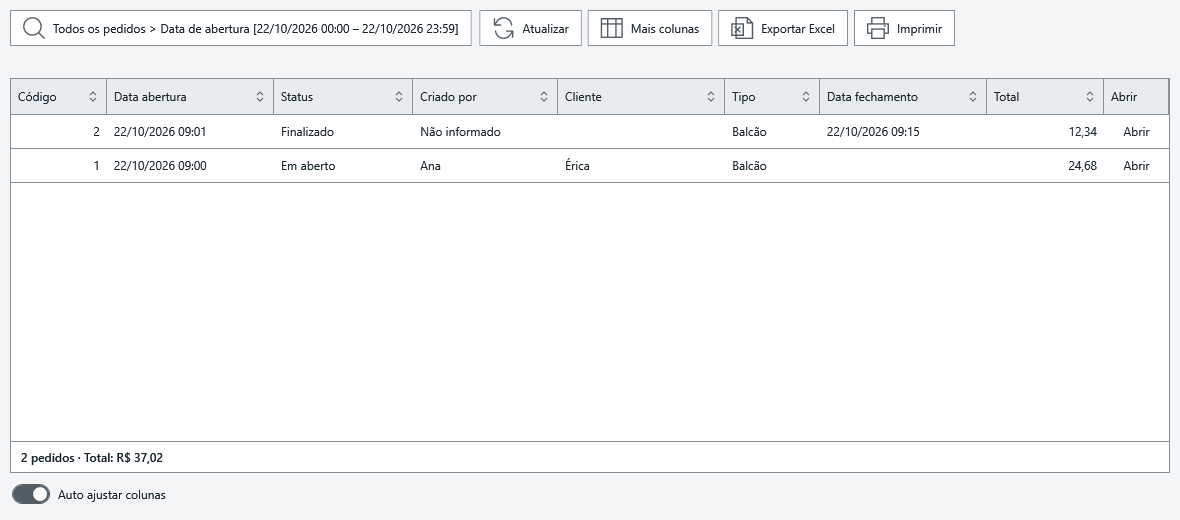 Todos os pedidos > Data de abertura [22/10/2026 00:00 – 22/10/2026 23:59] Atualizar Mais colunas Exportar Excel Imprimir
Código Data abertura Status Criado por Cliente Tipo Data fechamento Total Abrir
2 22/10/2026 09:01 Finalizado Não informado Balcão 22/10/2026 09:15 12,34 Abrir
1 22/10/2026 09:00 Em aberto Ana Érica Balcão 24,68 Abrir
2 pedidos · Total: R$ 37,02
Auto ajustar colunas